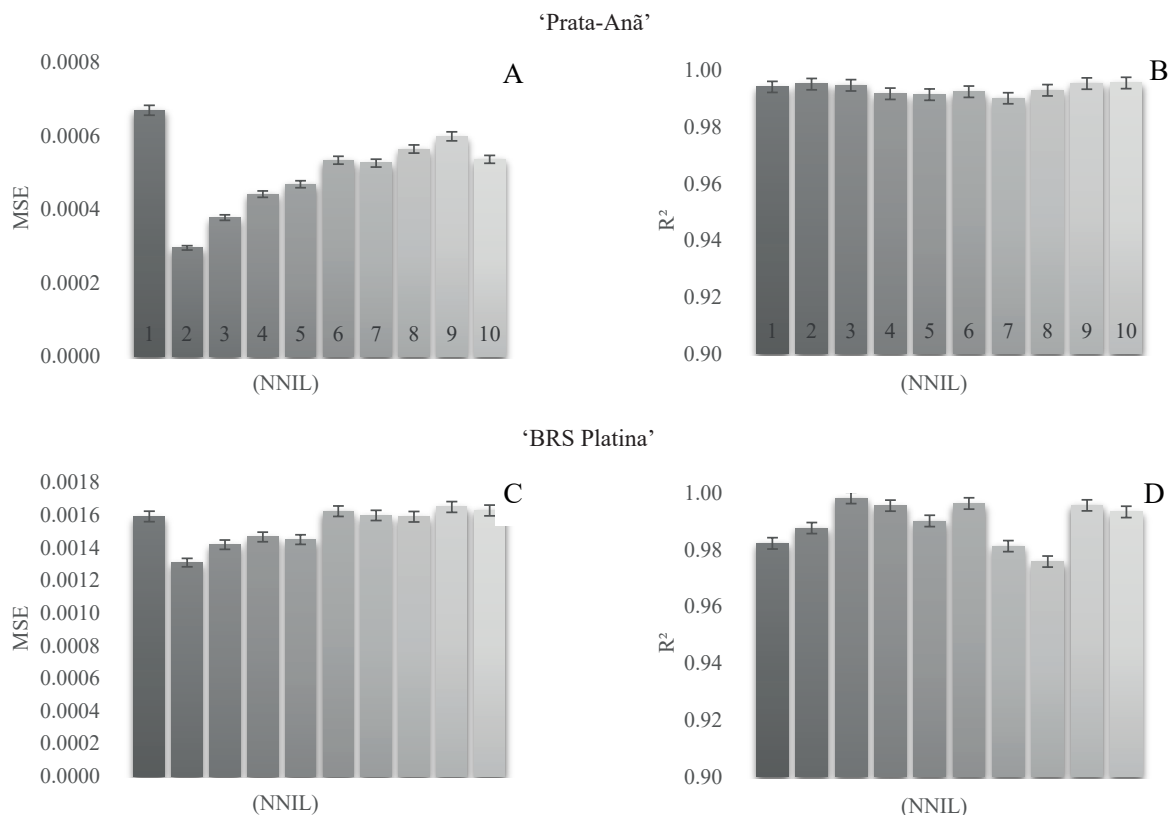 ‘Prata-Anã’
A
0.0008
0.0006
0.0004
0.0002
0.0000
MSE
1 2 3 4 5 6 7 8 9 10
(NNIL)
B
1.00
0.98
0.96
0.94
0.92
0.90
R²
1 2 3 4 5 6 7 8 9 10
(NNIL)
‘BRS Platina’
C
0.0018
0.0016
0.0014
0.0012
0.0010
0.0008
0.0006
0.0004
0.0002
0.0000
MSE
(NNIL)
D
1.00
0.98
0.96
0.94
0.92
0.90
R²
(NNIL)